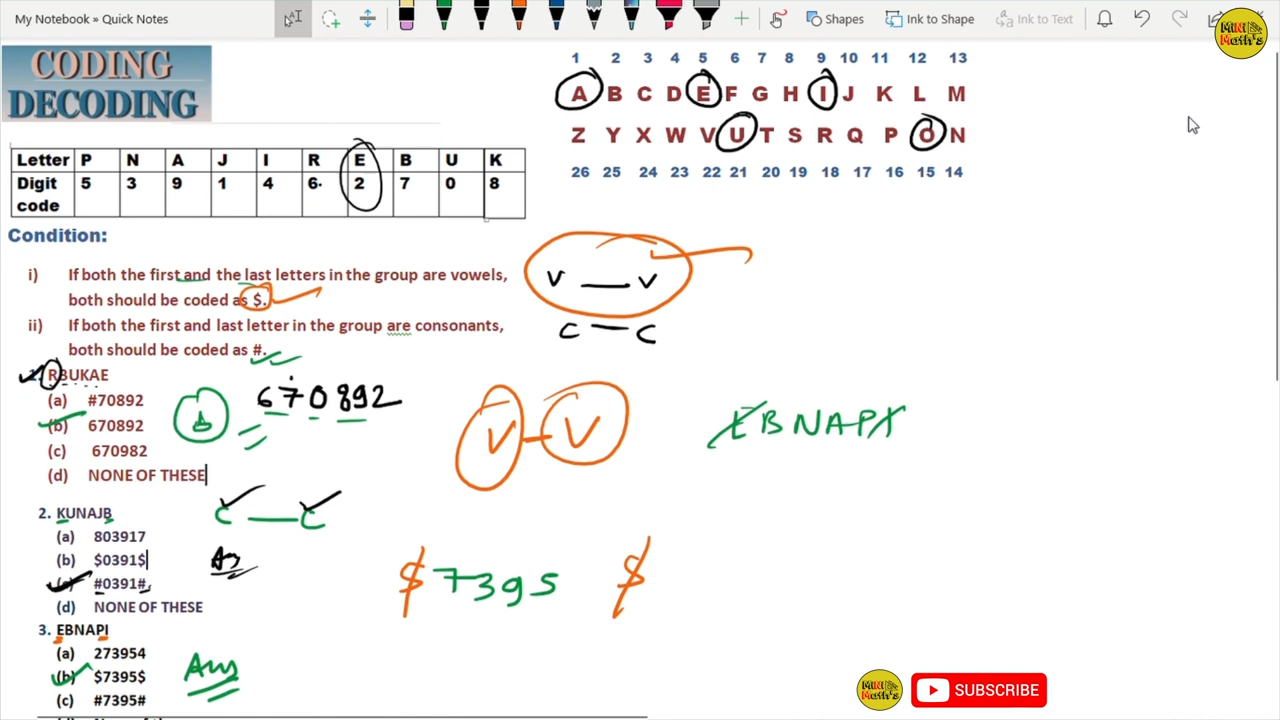 My Notebook » Quick Notes
Shapes
Ink to Shape
Ink to Text
MINI Math's
CODING
DECODING
1 2 3 4 5 6 7 8 9 10 11 12 13
A B C D E F G H I J K L M
Z Y X W V U T S R Q P O N
26 25 24 23 22 21 20 19 18 17 16 15 14
Letter P N A J I R E B U K
Digit code 5 3 9 1 4 6 2 7 0 8
Condition:
i) If both the first and the last letters in the group are vowels,
both should be coded as $.
ii) If both the first and last letter in the group are consonants,
both should be coded as #.
V — V
C — C
1. RBUKAE
(a) #70892
(b) 670892
(c) 670982
(d) NONE OF THESE
670892
b
V - V
EBNAPI
2. KUNAJB
(a) 803917
(b) $0391$
(c) #0391#
(d) NONE OF THESE
C — C
Ans
$ 7395 $
3. EBNAPI
(a) 273954
(b) $7395$
(c) #7395#
Ans
MINI Math's
SUBSCRIBE